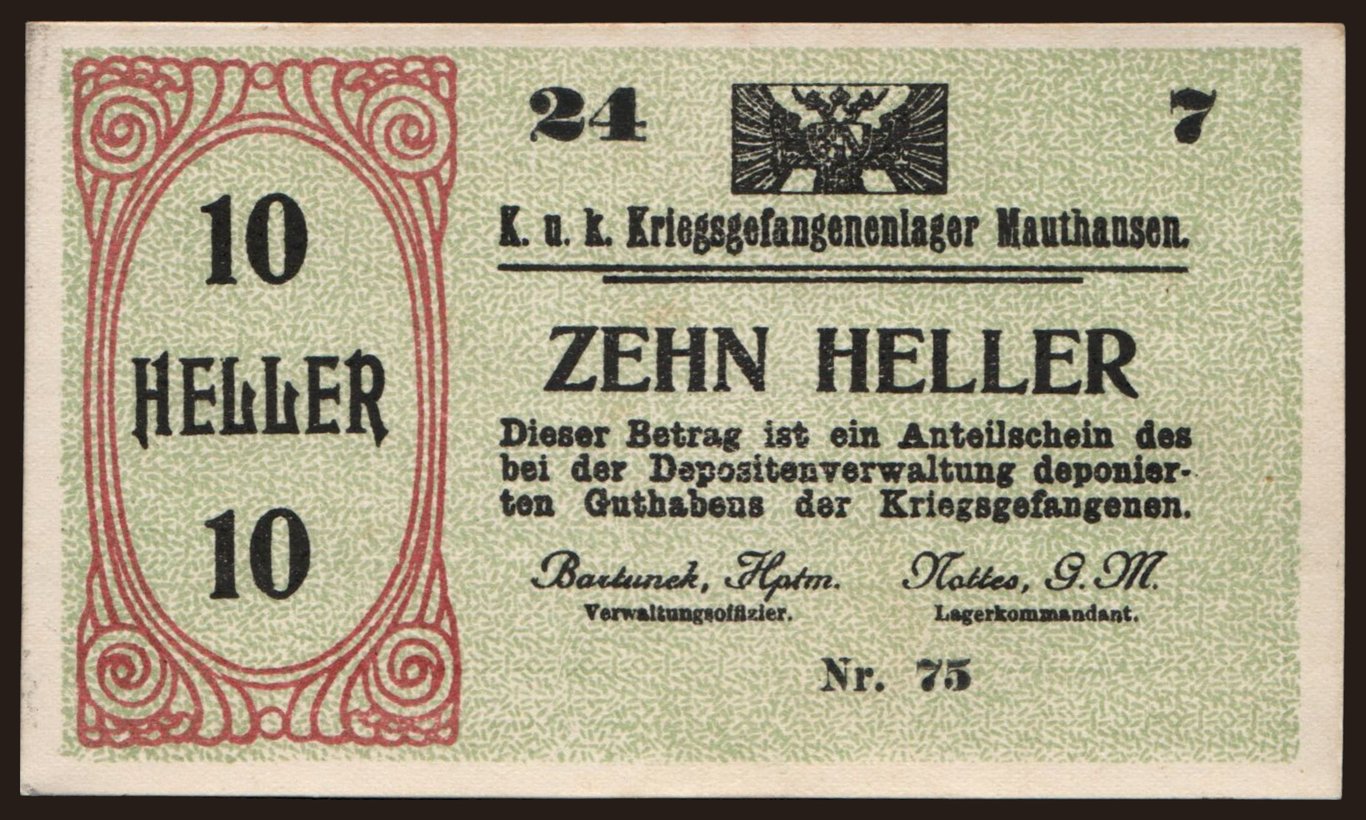 10
HELLER
10
24 7
K. u. k. Kriegsgefangenenlager Mauthausen.
ZEHN HELLER
Dieser Betrag ist ein Anteilschein des
bei der Depositenverwaltung deponier-
ten Guthabens der Kriegsgefangenen.
Bartunek, Hptm. Nottes, G. M.
Verwaltungsoffizier. Lagerkommandant.
Nr. 75